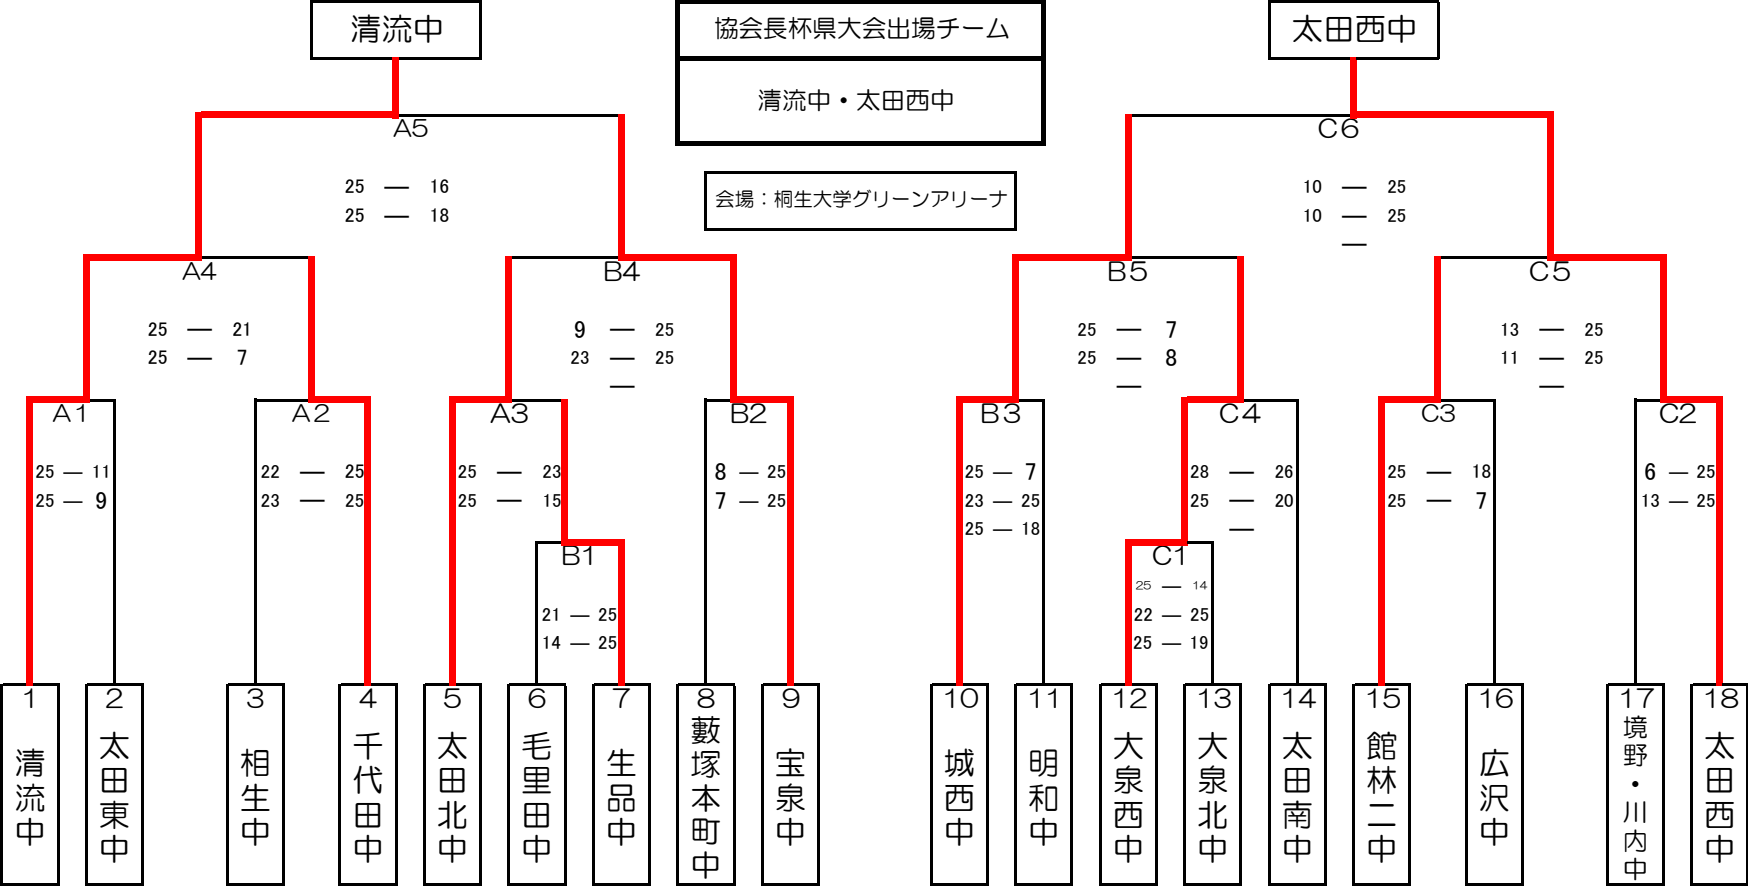 清流中
協会長杯県大会出場チーム
太田西中
清流中・太田西中
A5
C6
会場：桐生大学グリーンアリーナ
25 — 16
25 — 18
10 — 25
10 — 25
—
A4
B4
B5
C5
25 — 21
25 — 7
9 — 25
23 — 25
—
25 — 7
25 — 8
—
13 — 25
11 — 25
—
A1
A2
A3
B2
B3
C4
C3
C2
25 — 11
25 — 9
22 — 25
23 — 25
25 — 23
25 — 15
8 — 25
7 — 25
25 — 7
23 — 25
25 — 18
28 — 26
25 — 20
—
25 — 18
25 — 7
6 — 25
13 — 25
B1
C1
21 — 25
14 — 25
25 — 14
22 — 25
25 — 19
1
清流中
2
太田東中
3
相生中
4
千代田中
5
太田北中
6
毛里田中
7
生品中
8
藪塚本町中
9
宝泉中
10
城西中
11
明和中
12
大泉西中
13
大泉北中
14
太田南中
15
館林二中
16
広沢中
17
境野・川内中
18
太田西中